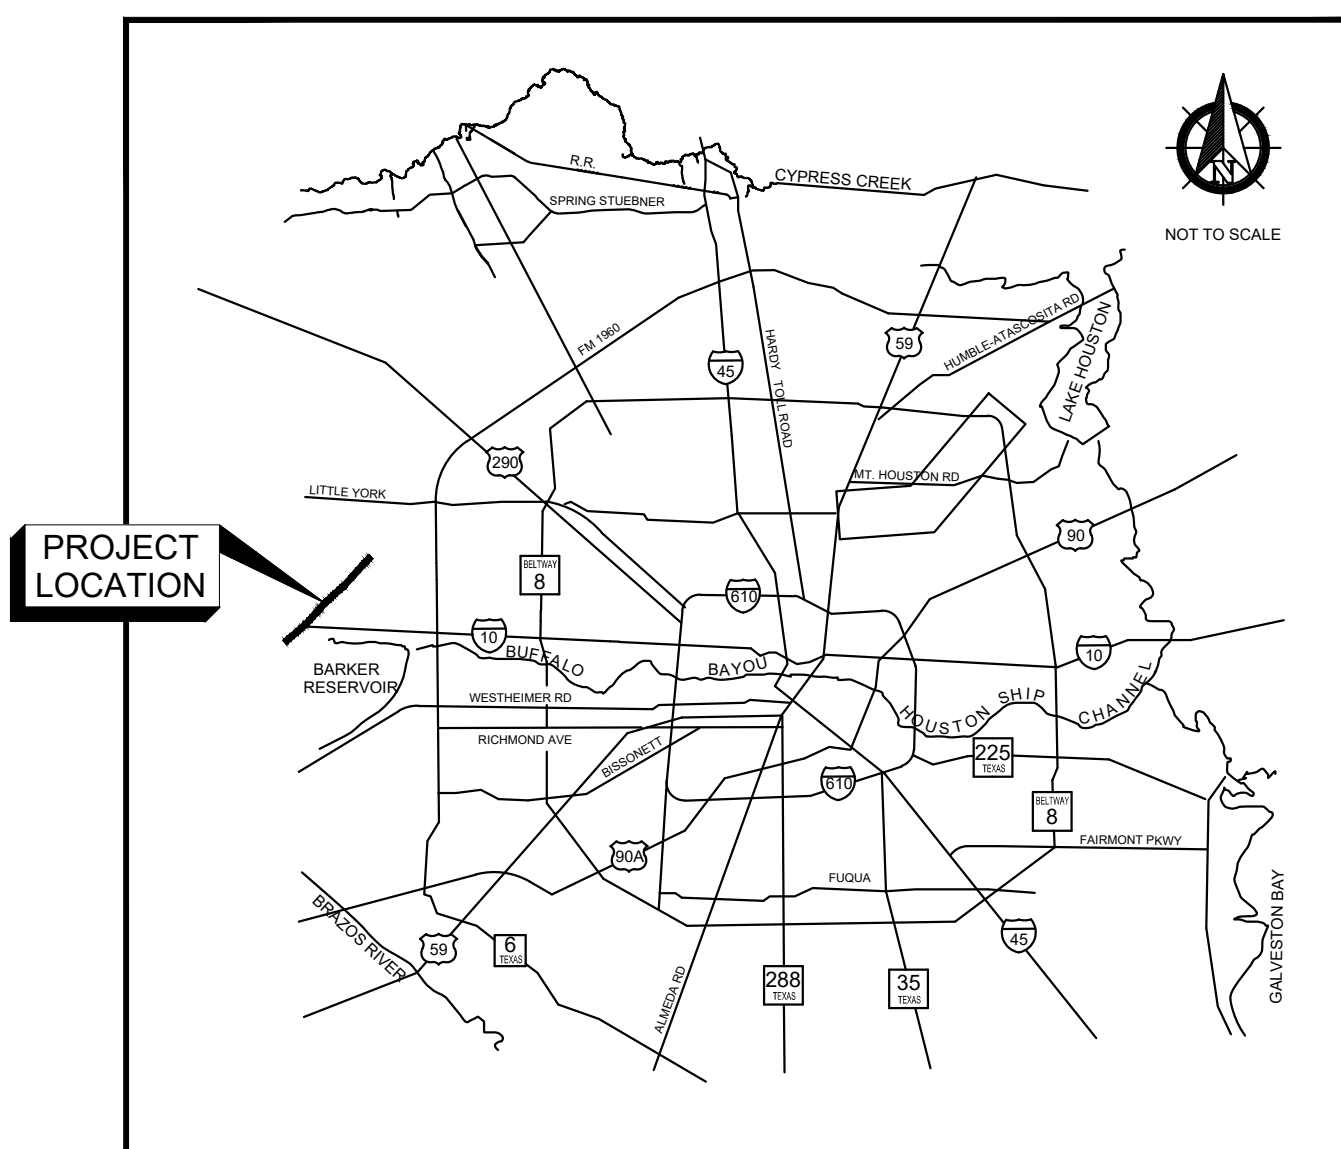 R.R.
CYPRESS CREEK
SPRING STUEBNER
N
NOT TO SCALE
FM 1960
HARDY TOLL ROAD
45
59
HUMBLE-ATASCOSITA RD
LAKE HOUSTON
290
MT. HOUSTON RD
LITTLE YORK
90
PROJECT
LOCATION
BELTWAY
8
610
10
BUFFALO BAYOU
10
BARKER
RESERVOIR
WESTHEIMER RD
HOUSTON SHIP CHANNEL
RICHMOND AVE
BISSONETT
225
TEXAS
610
BELTWAY
8
FAIRMONT PKWY
90A
FUQUA
BRAZOS RIVER
59
6
TEXAS
45
GALVESTON BAY
ALMEDA RD
288
TEXAS
35
TEXAS